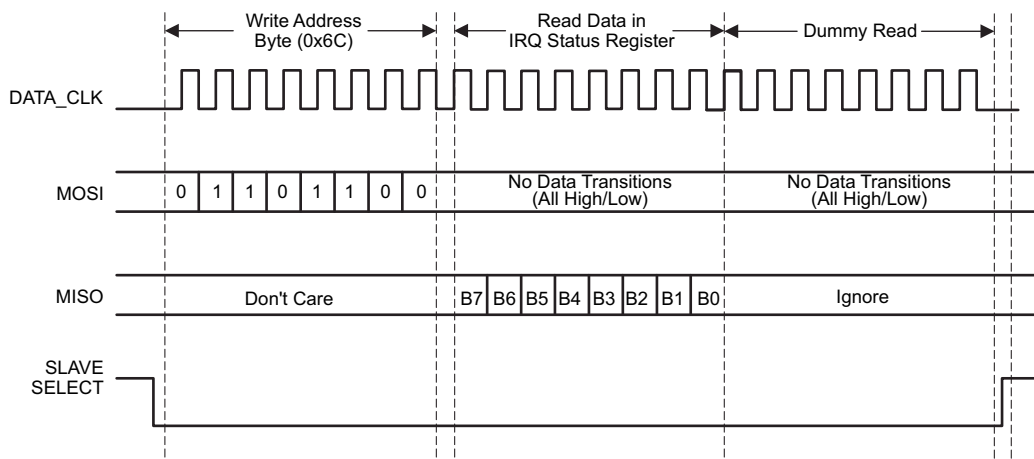 Write Address
Byte (0x6C)
Read Data in
IRQ Status Register
Dummy Read
DATA_CLK
MOSI
0 1 1 0 1 1 0 0
No Data Transitions
(All High/Low)
No Data Transitions
(All High/Low)
MISO
Don't Care
B7 B6 B5 B4 B3 B2 B1 B0
Ignore
SLAVE
SELECT